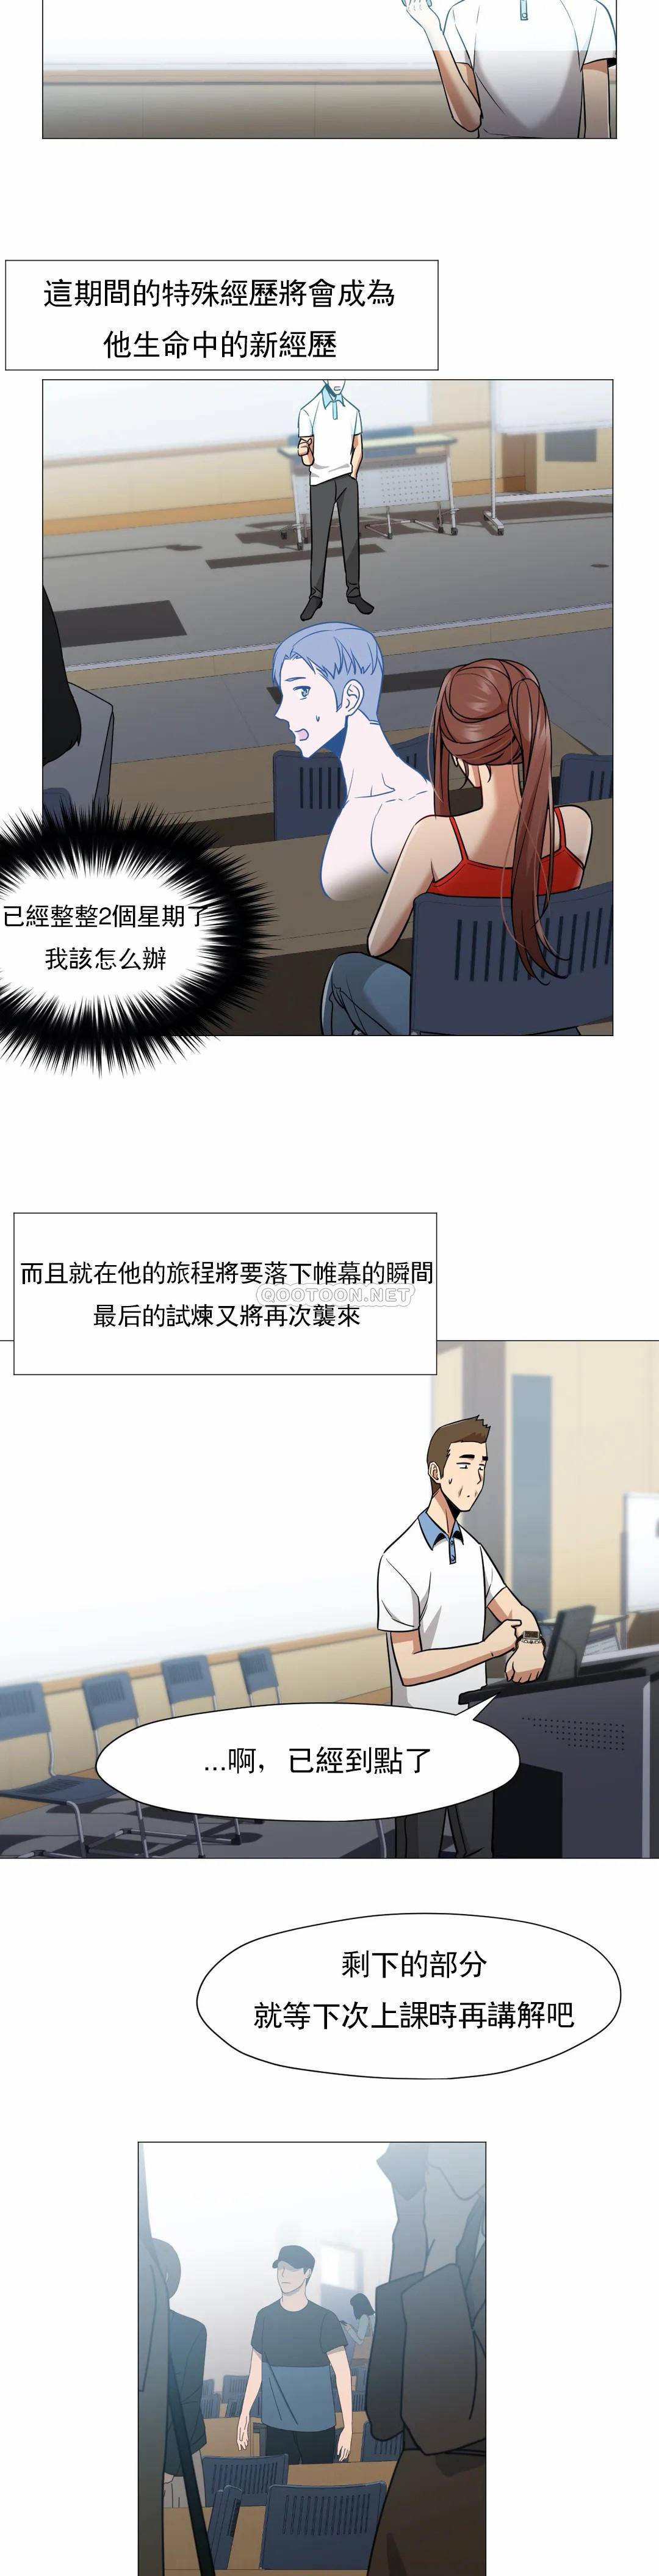 這期間的特殊經歷將會成為
他生命中的新經歷
已經整整2個星期了
我該怎么辦
而且就在他的旅程將要落下帷幕的瞬間
QOOTOON.NET
最后的試煉又將再次襲來
...啊，已經到點了
剩下的部分
就等下次上課時再講解吧